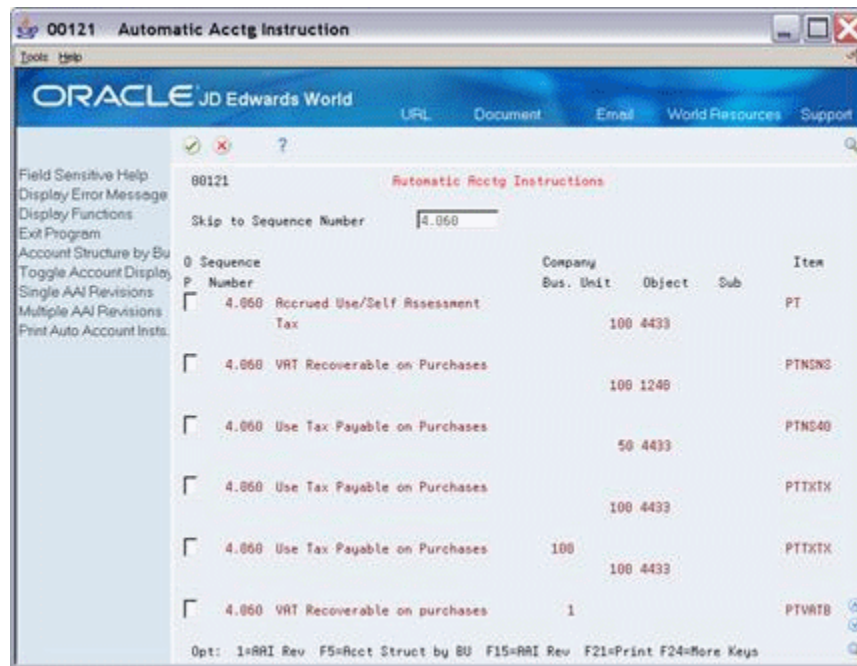 00121 Automatic Acctg Instruction
Tools Help
ORACLE JD Edwards World
URL Document Email World Resources Support
Field Sensitive Help
Display Error Message
Display Functions
Exit Program
Account Structure by Bu
Toggle Account Display
Single AAI Revisions
Multiple AAI Revisions
Print Auto Account Insts.
?
00121 Automatic Acctg Instructions
Skip to Sequence Number 4.060
O Sequence Company Item
P Number Bus. Unit Object Sub
4.060 Accrued Use/Self Assessment PT
Tax 100 4433
4.060 VAT Recoverable on Purchases PTNSNS
100 1240
4.060 Use Tax Payable on Purchases PTNS40
50 4433
4.060 Use Tax Payable on Purchases PTTXTX
100 4433
4.060 Use Tax Payable on Purchases 100 PTTXTX
100 4433
4.060 VAT Recoverable on purchases 1 PTVATB
Opt: 1=AAI Rev F5=Acct Struct by BU F15=AAI Rev F21=Print F24=More Keys